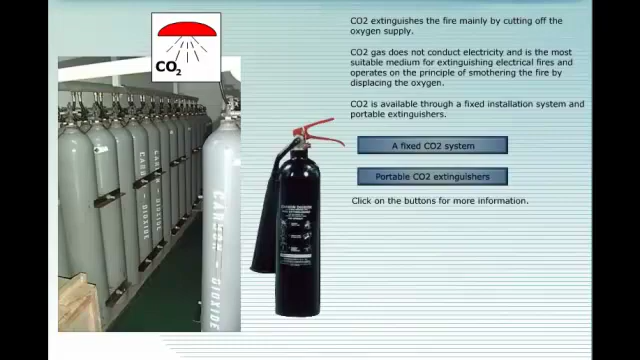 CO2 extinguishes the fire mainly by cutting off the
oxygen supply.
CO2 gas does not conduct electricity and is the most
suitable medium for extinguishing electrical fires and
operates on the principle of smothering the fire by
displacing the oxygen.
CO2 is available through a fixed installation system and
portable extinguishers.
A fixed CO2 system
Portable CO2 extinguishers
Click on the buttons for more information.
CO2
CARBON - DIOXIDE
CARBON - DIOXIDE
CARBON - DIOXIDE